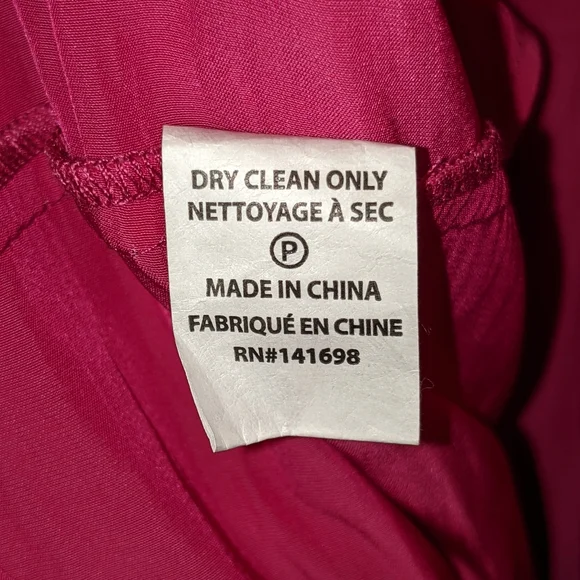 DRY CLEAN ONLY
NETTOYAGE À SEC
P
MADE IN CHINA
FABRIQUÉ EN CHINE
RN#141698